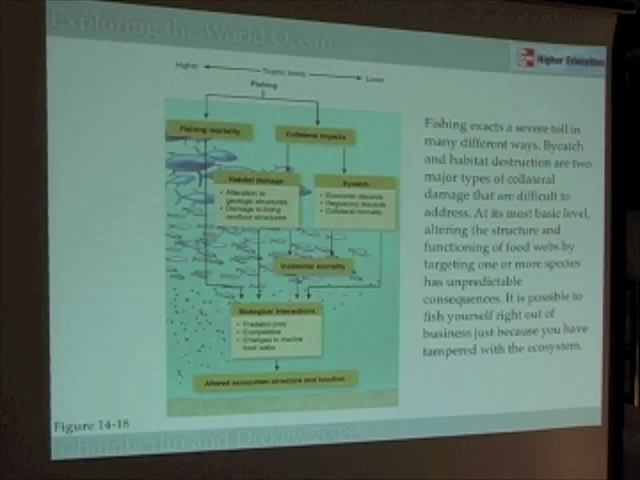 Exploring the World Ocean
Higher Education
Higher
Trophic levels
Lower
Fishing
Fishing mortality
Collateral impacts
Habitat damage
• Alteration to
geologic structures
• Damage to living
seafloor structures
Bycatch
• Economic discards
• Regulatory discards
• Collateral mortality
Incidental mortality
Biological interactions
• Predator-prey
• Competitive
• Changes in marine
food webs
Altered ecosystem structure and function
Fishing exacts a severe toll in
many different ways. Bycatch
and habitat destruction are two
major types of collateral
damage that are difficult to
address. At its most basic level,
altering the structure and
functioning of food webs by
targeting one or more species
has unpredictable
consequences. It is possible to
fish yourself right out of
business just because you have
tampered with the ecosystem.
Figure 14-18
Chamberlin and Dickey 2008